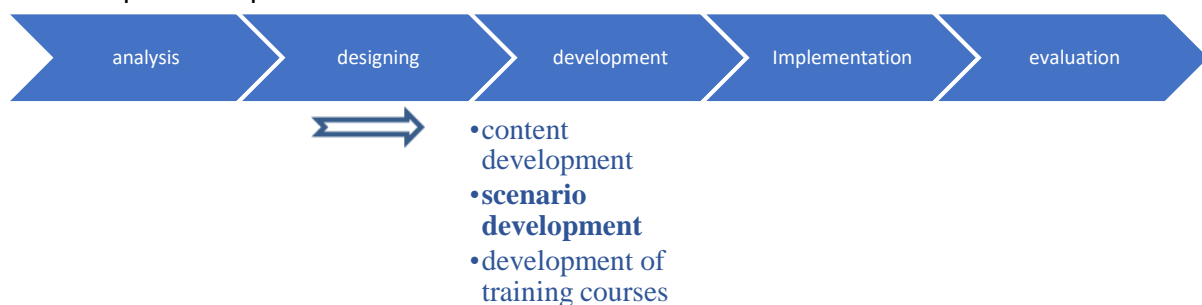 analysis
designing
development
Implementation
evaluation
•content
development
•scenario
development
•development of
training courses